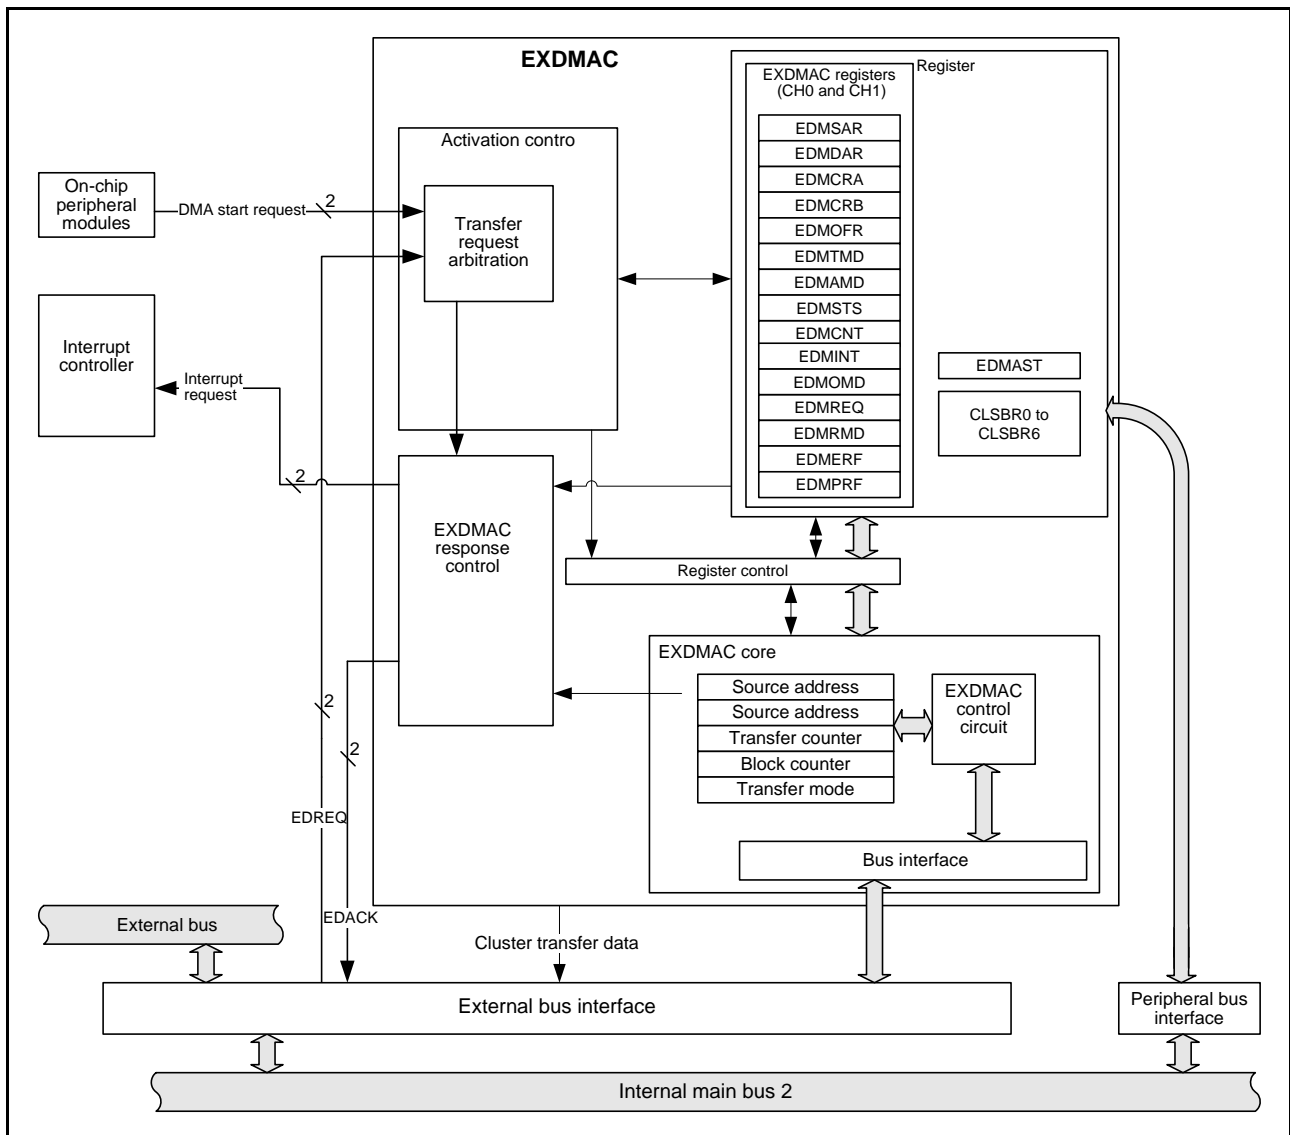 EXDMAC
Register
EXDMAC registers
(CH0 and CH1)
EDMSAR
EDMDAR
EDMCRA
EDMCRB
EDMOFR
EDMTMD
EDMAMD
EDMSTS
EDMCNT
EDMINT
EDMOMD
EDMREQ
EDMRMD
EDMERF
EDMPRF
EDMAST
CLSBR0 to
CLSBR6
Activation contro
Transfer
request
arbitration
On-chip
peripheral
modules
DMA start request
2
Interrupt
controller
Interrupt
request
2
EXDMAC
response
control
Register control
EXDMAC core
Source address
Source address
Transfer counter
Block counter
Transfer mode
EXDMAC
control
circuit
Bus interface
2
2
EDREQ
EDACK
Cluster transfer data
External bus
External bus interface
Peripheral bus
interface
Internal main bus 2